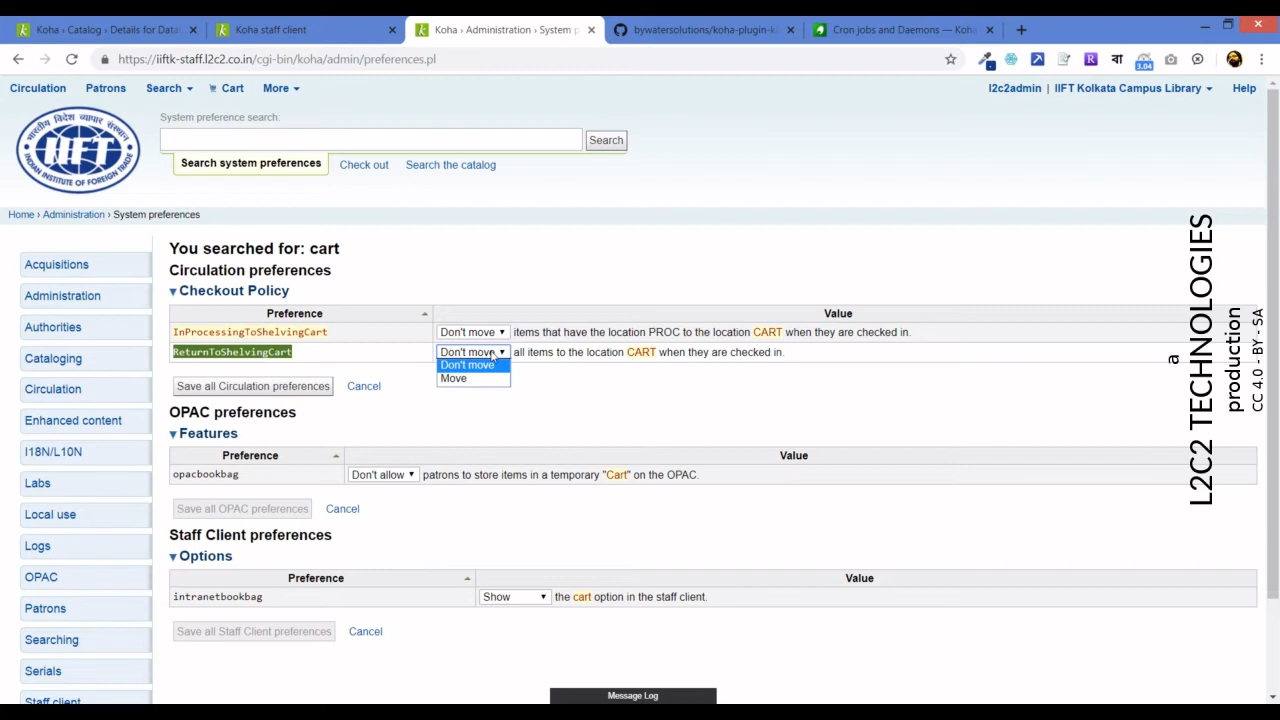 Koha › Catalog › Details for Data
Koha staff client
Koha › Administration › System p
bywatersolutions/koha-plugin-k
Cron jobs and Daemons — Koha
https://iiftk-staff.l2c2.co.in/cgi-bin/koha/admin/preferences.pl
R
বা
3.04
Circulation Patrons Search Cart More
l2c2admin | IIFT Kolkata Campus Library Help
भारतीय विदेश व्यापार संस्थान
IIFT
INDIAN INSTITUTE OF FOREIGN TRADE
System preference search:
Search
Search system preferences Check out Search the catalog
Home › Administration › System preferences
Acquisitions
Administration
Authorities
Cataloging
Circulation
Enhanced content
I18N/L10N
Labs
Local use
Logs
OPAC
Patrons
Searching
Serials
Staff client
You searched for: cart
Circulation preferences
Checkout Policy
Preference Value
InProcessingToShelvingCart Don't move items that have the location PROC to the location CART when they are checked in.
ReturnToShelvingCart Don't move all items to the location CART when they are checked in.
Don't move
Move
Save all Circulation preferences Cancel
OPAC preferences
Features
Preference Value
opacbookbag Don't allow patrons to store items in a temporary "Cart" on the OPAC.
Save all OPAC preferences Cancel
Staff Client preferences
Options
Preference Value
intranetbookbag Show the cart option in the staff client.
Save all Staff Client preferences Cancel
Message Log
a
L2C2 TECHNOLOGIES
production
CC 4.0 - BY - SA